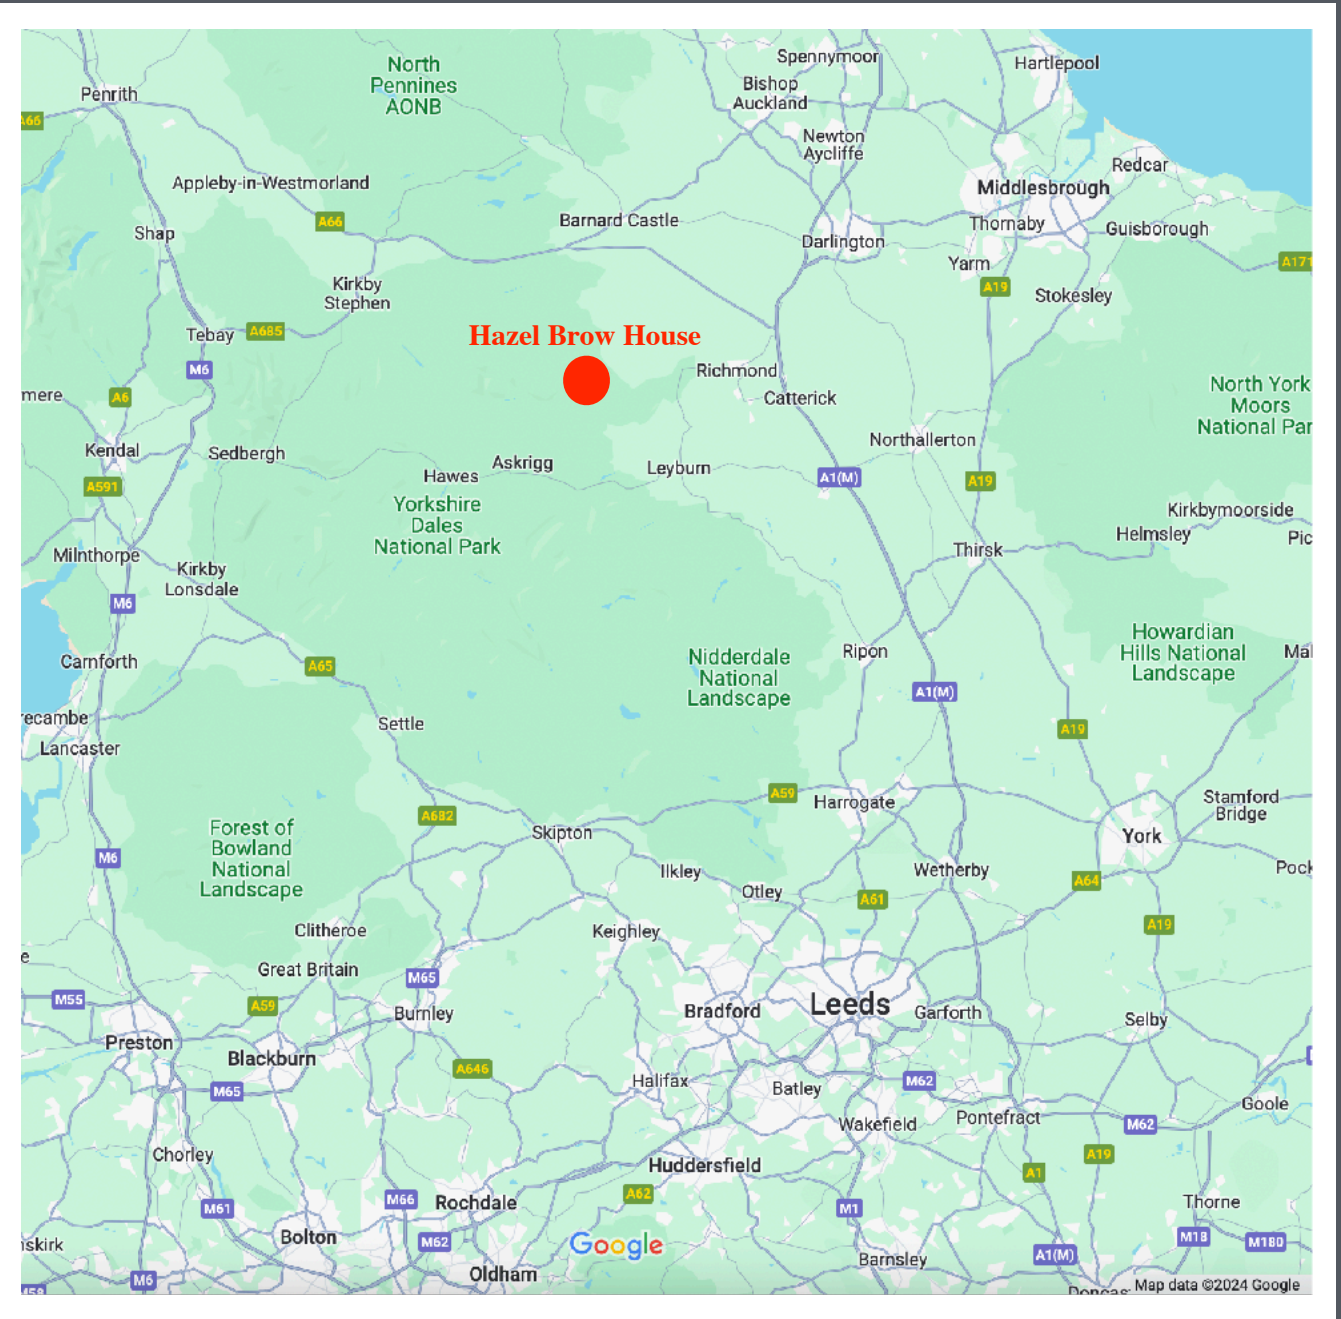 North
Pennines
AONB
Spennymoor
Hartlepool
Penrith
Bishop
Auckland
A66
Newton
Aycliffe
Redcar
Appleby-in-Westmorland
Middlesbrough
A66
Barnard Castle
Thornaby
Guisborough
Shap
Darlington
Yarm
A171
Kirkby
Stephen
A19
Stokesley
Tebay
A685
Hazel Brow House
M6
Richmond
mere
A6
Catterick
North York
Moors
National Par
Kendal
Sedbergh
Northallerton
Askrigg
Hawes
Leyburn
A1(M)
A19
A591
Yorkshire
Dales
National Park
Kirkbymoorside
Helmsley
Pic
Milnthorpe
Thirsk
Kirkby
Lonsdale
M6
Carnforth
A65
Nidderdale
National
Landscape
Ripon
Howardian
Hills National
Landscape
Mal
A1(M)
ecambe
Settle
A19
Lancaster
A59
Harrogate
Stamford
Bridge
A682
Forest of
Bowland
National
Landscape
Skipton
York
M6
Ilkley
Wetherby
Pock
Otley
A61
A64
Clitheroe
Keighley
A19
e
Great Britain
M65
M55
A59
Burnley
Bradford
Leeds
Garforth
Selby
Preston
Blackburn
A646
Halifax
Batley
M62
M65
Goole
Wakefield
Pontefract
M62
Chorley
Huddersfield
A19
A1
M66
Rochdale
A62
Thorne
M61
M1
Bolton
M62
Google
M18
M180
skirk
Barnsley
A1(M)
M6
Oldham
M58
Doncas
Map data ©2024 Google